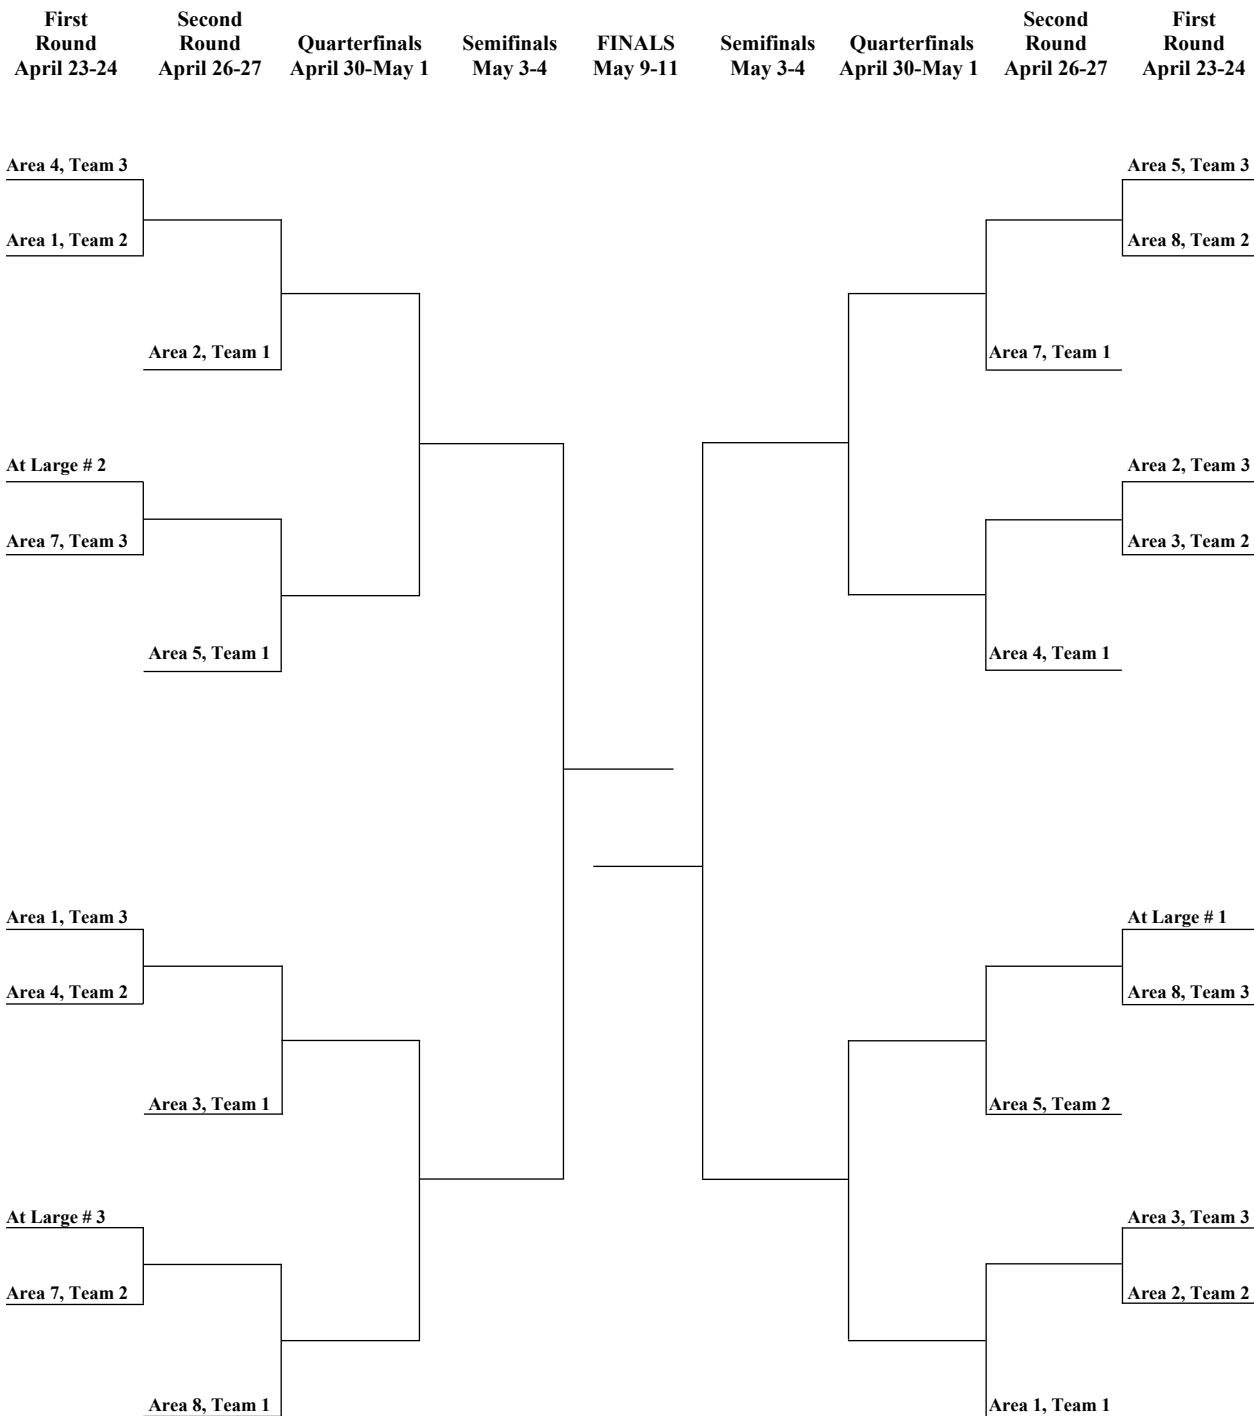 First
Round
April 23-24
Second
Round
April 26-27
Quarterfinals
April 30-May 1
Semifinals
May 3-4
FINALS
May 9-11
Semifinals
May 3-4
Quarterfinals
April 30-May 1
Second
Round
April 26-27
First
Round
April 23-24
Area 4, Team 3
Area 1, Team 2
Area 2, Team 1
At Large # 2
Area 7, Team 3
Area 5, Team 1
Area 1, Team 3
Area 4, Team 2
Area 3, Team 1
At Large # 3
Area 7, Team 2
Area 8, Team 1
Area 5, Team 3
Area 8, Team 2
Area 7, Team 1
Area 2, Team 3
Area 3, Team 2
Area 4, Team 1
At Large # 1
Area 8, Team 3
Area 5, Team 2
Area 3, Team 3
Area 2, Team 2
Area 1, Team 1